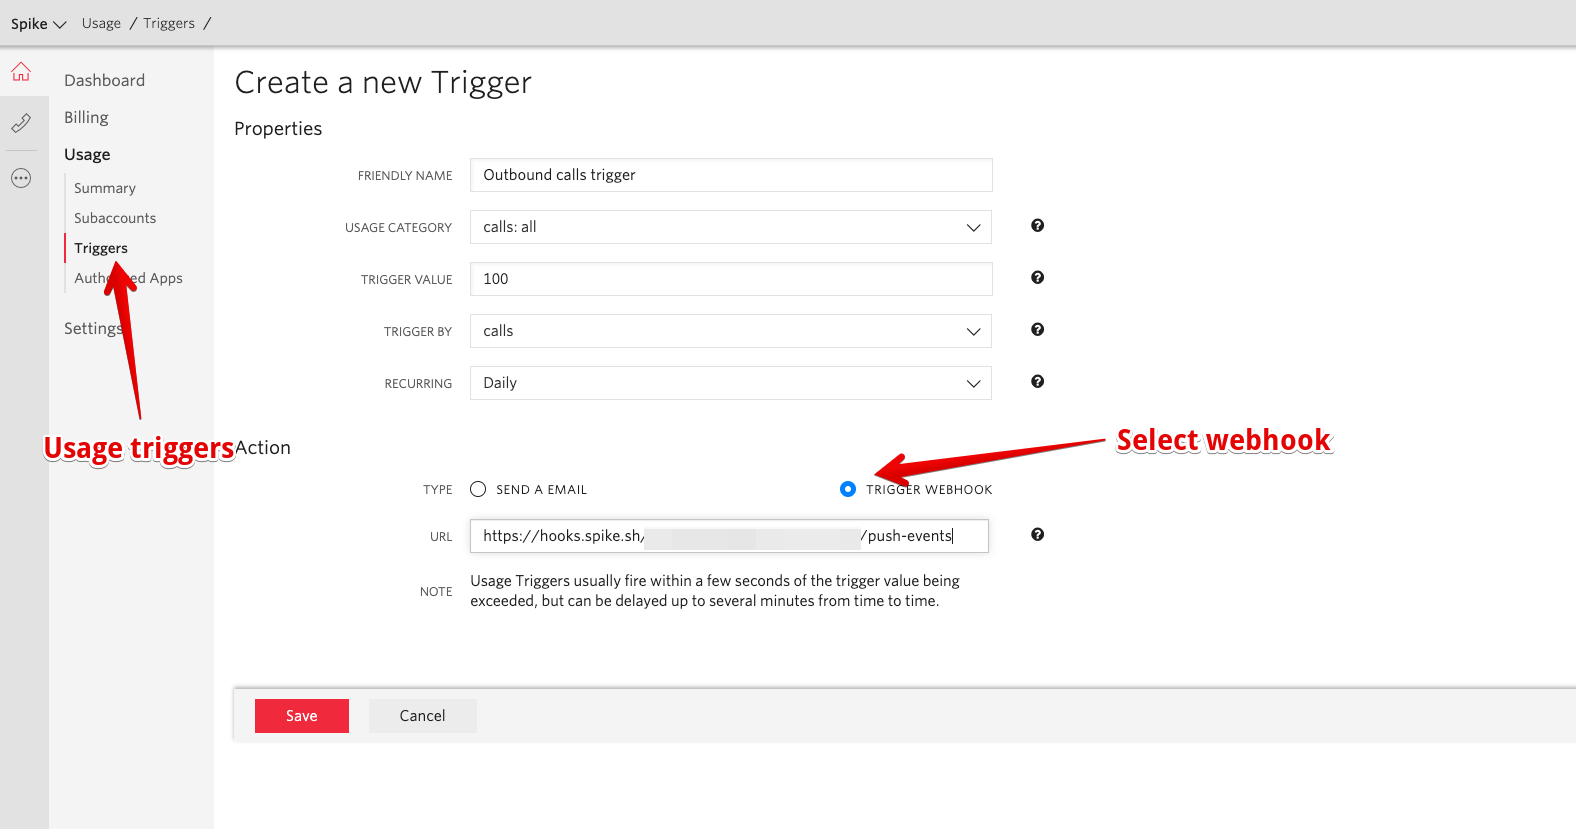 Spike Usage / Triggers /
Dashboard
Billing
Usage
Summary
Subaccounts
Triggers
Authorized Apps
Settings
Usage triggers
Create a new Trigger
Properties
FRIENDLY NAME Outbound calls trigger
USAGE CATEGORY calls: all
TRIGGER VALUE 100
TRIGGER BY calls
RECURRING Daily
Action
Select webhook
TYPE SEND A EMAIL TRIGGER WEBHOOK
URL https://hooks.spike.sh/ /push-events
NOTE Usage Triggers usually fire within a few seconds of the trigger value being
exceeded, but can be delayed up to several minutes from time to time.
Save Cancel